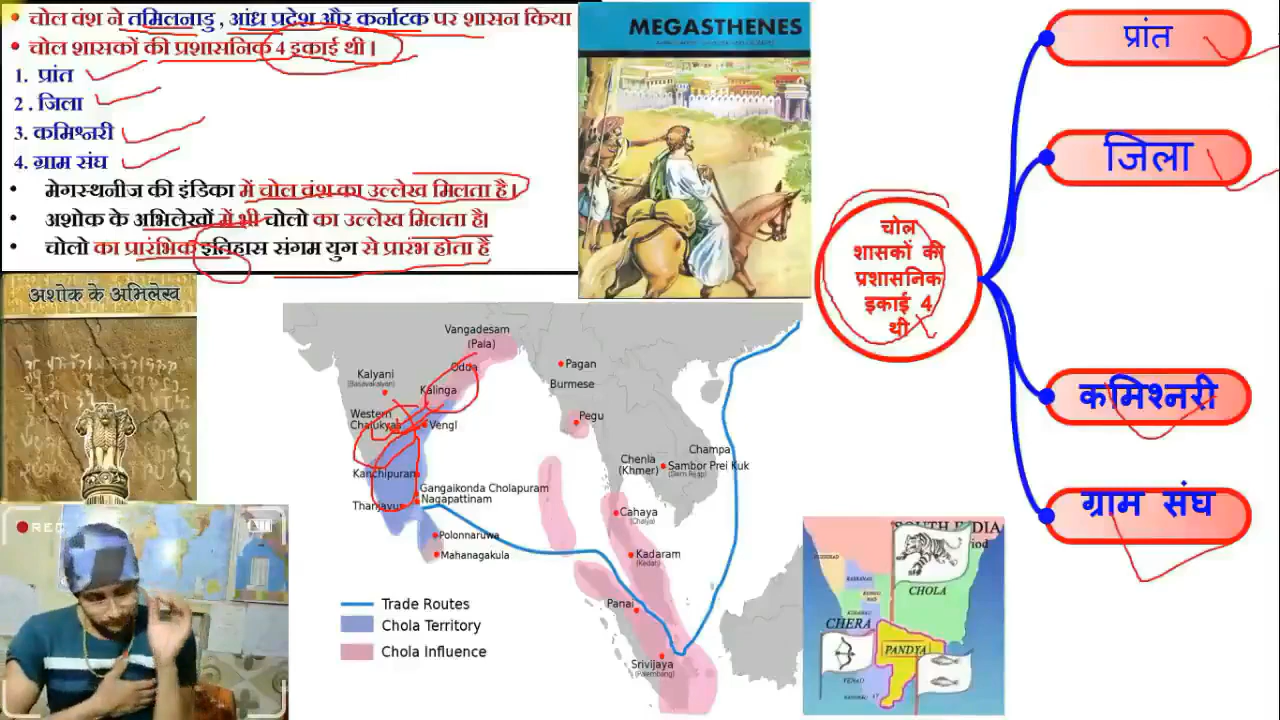 चोल वंश ने तमिलनाडु , आंध्र प्रदेश और कर्नाटक पर शासन किया
चोल शासकों की प्रशासनिक 4 इकाई थी ।
1. प्रांत
2 . जिला
3. कमिश्नरी
4. ग्राम संघ
मेगस्थनीज की इंडिका में चोल वंश का उल्लेख मिलता है।
अशोक के अभिलेखों में भी चोलो का उल्लेख मिलता है।
चोलो का प्रारंभिक इतिहास संगम युग से प्रारंभ होता है
MEGASTHENES
प्रांत
जिला
चोल
शासकों की
प्रशासनिक
इकाई 4
थी
कमिश्नरी
ग्राम संघ
अशोक के अभिलेख
Vangadesam
(Pala)
Odda
Kalyani
(Basavakalyan)
Kalinga
Western
Chalukyas
Vengi
Kanchipuram
Gangaikonda Cholapuram
Nagapattinam
Thanjavur
Polonnaruwa
Mahanagakula
Pagan
Burmese
Pegu
Champa
Chenla
(Khmer)
Sambor Prei Kuk
Cahaya
(Chaiya)
Kadaram
(Kedah)
Panai
Srivijaya
(Palembang)
Trade Routes
Chola Territory
Chola Influence
REC
SOUTH INDIA
iod
CHOLA
CHERA
PANDYA